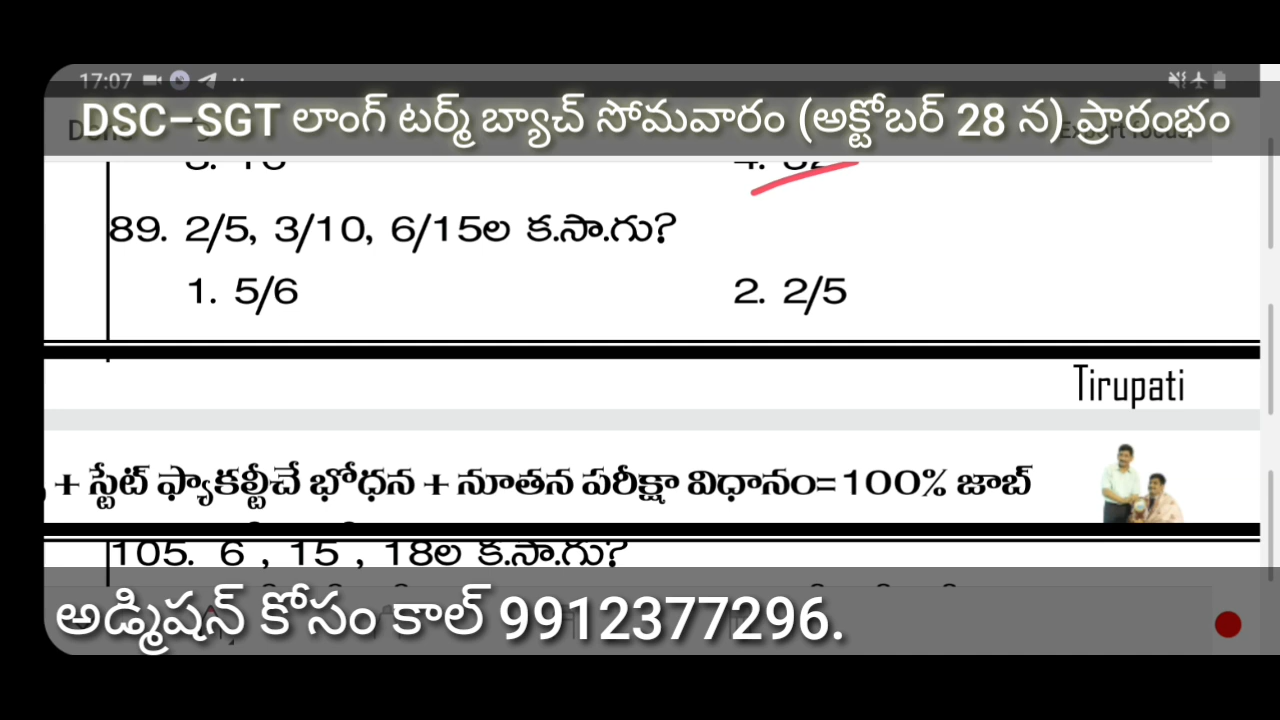 17:07
DSC-SGT లాంగ్ టర్మ్ బ్యాచ్ సోమవారం (అక్టోబర్ 28 న) ప్రారంభం
89. 2/5, 3/10, 6/15ల క.సా.గు?
1. 5/6 2. 2/5
Tirupati
+ స్టేట్ ఫ్యాకల్టీచే భోధన + నూతన పరీక్షా విధానం=100% జాబ్
105. 6 , 15 , 18ల క.సా.గు?
అడ్మిషన్ కోసం కాల్ 9912377296.